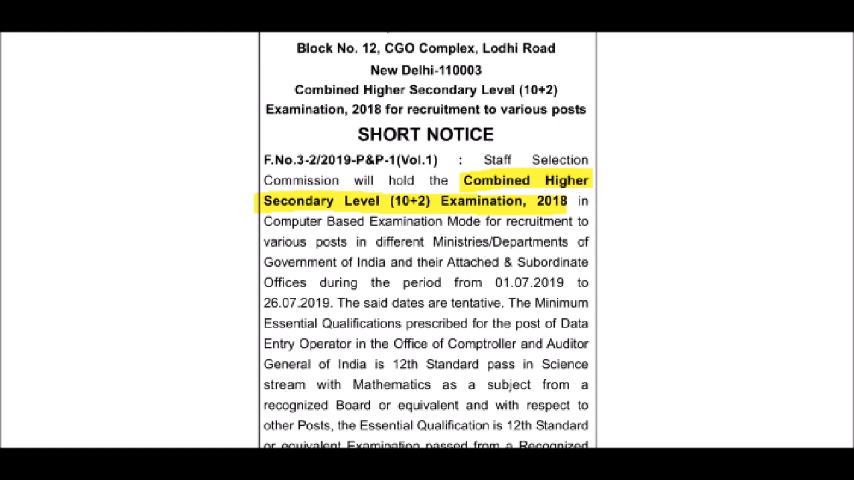 Block No. 12, CGO Complex, Lodhi Road
New Delhi-110003
Combined Higher Secondary Level (10+2)
Examination, 2018 for recruitment to various posts
SHORT NOTICE
F.No.3-2/2019-P&P-1(Vol.1) : Staff Selection
Commission will hold the Combined Higher
Secondary Level (10+2) Examination, 2018 in
Computer Based Examination Mode for recruitment to
various posts in different Ministries/Departments of
Government of India and their Attached & Subordinate
Offices during the period from 01.07.2019 to
26.07.2019. The said dates are tentative. The Minimum
Essential Qualifications prescribed for the post of Data
Entry Operator in the Office of Comptroller and Auditor
General of India is 12th Standard pass in Science
stream with Mathematics as a subject from a
recognized Board or equivalent and with respect to
other Posts, the Essential Qualification is 12th Standard
or equivalent Examination passed from a Recognized